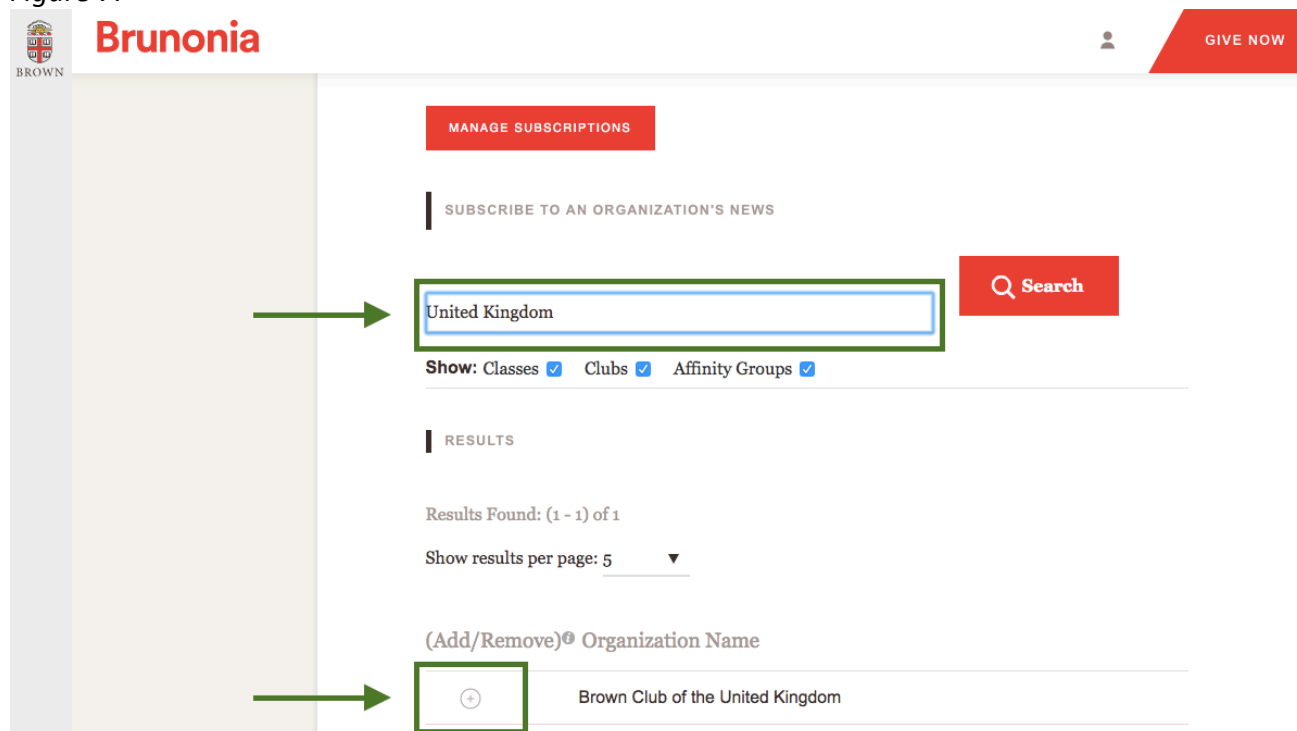 Brunonia
GIVE NOW
BROWN
MANAGE SUBSCRIPTIONS
SUBSCRIBE TO AN ORGANIZATION'S NEWS
Search
United Kingdom
Show: Classes Clubs Affinity Groups
RESULTS
Results Found: (1 - 1) of 1
Show results per page: 5
(Add/Remove) Organization Name
Brown Club of the United Kingdom